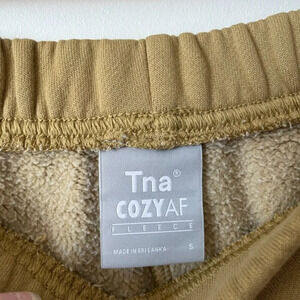 Tna®
COZYAF
FLEECE
MADE IN SRI LANKA
S